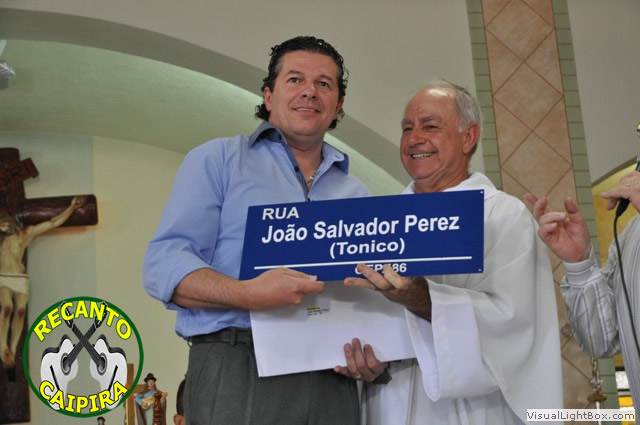 RUA
João Salvador Perez
(Tonico)
RECANTO
CAIPIRA
VisualLightBox.com